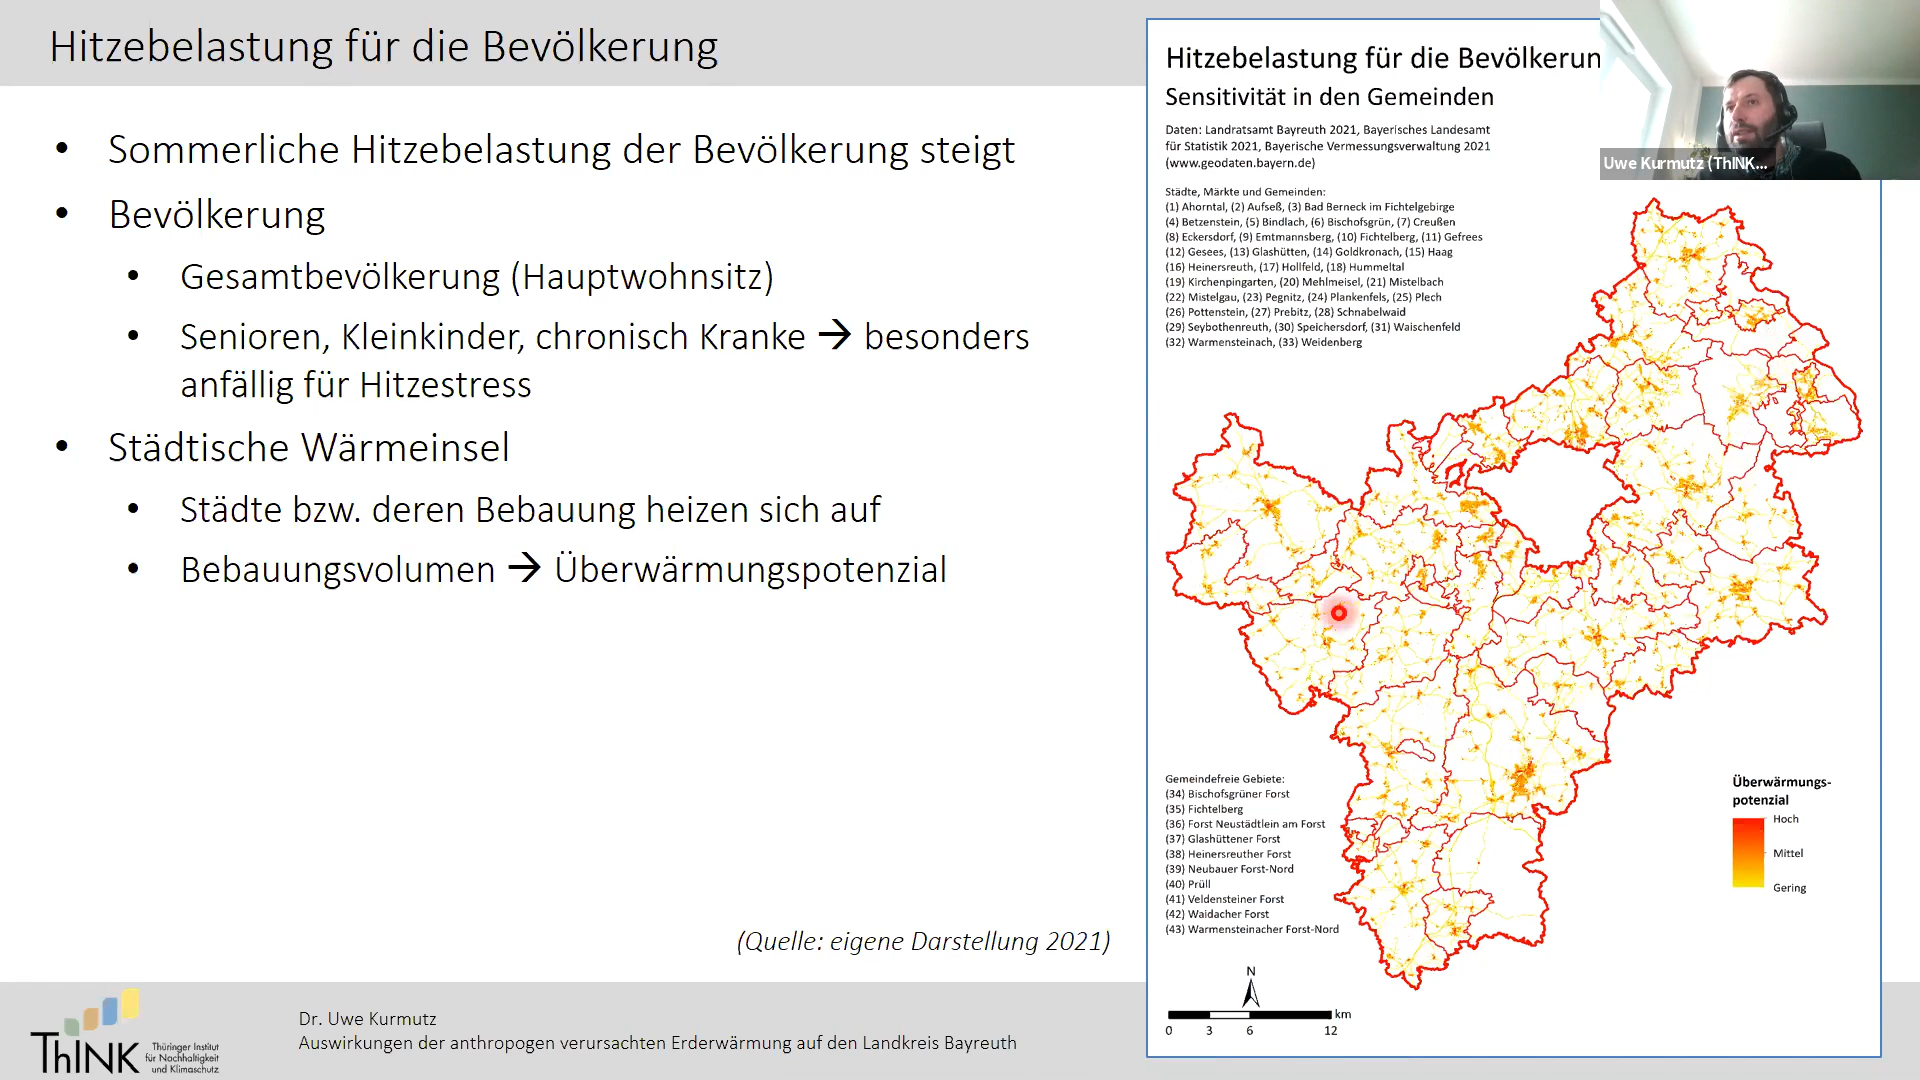 Hitzebelastung für die Bevölkerung
• Sommerliche Hitzebelastung der Bevölkerung steigt
• Bevölkerung
• Gesamtbevölkerung (Hauptwohnsitz)
• Senioren, Kleinkinder, chronisch Kranke → besonders
anfällig für Hitzestress
• Städtische Wärmeinsel
• Städte bzw. deren Bebauung heizen sich auf
• Bebauungsvolumen → Überwärmungspotenzial
(Quelle: eigene Darstellung 2021)
Hitzebelastung für die Bevölkerun
Sensitivität in den Gemeinden
Daten: Landratsamt Bayreuth 2021, Bayerisches Landesamt
für Statistik 2021, Bayerische Vermessungsverwaltung 2021
(www.geodaten.bayern.de)
Städte, Märkte und Gemeinden:
(1) Ahorntal, (2) Aufseß, (3) Bad Berneck im Fichtelgebirge
(4) Betzenstein, (5) Bindlach, (6) Bischofsgrün, (7) Creußen
(8) Eckersdorf, (9) Emtmannsberg, (10) Fichtelberg, (11) Gefrees
(12) Gesees, (13) Glashütten, (14) Goldkronach, (15) Haag
(16) Heinersreuth, (17) Hollfeld, (18) Hummeltal
(19) Kirchenpingarten, (20) Mehlmeisel, (21) Mistelbach
(22) Mistelgau, (23) Pegnitz, (24) Plankenfels, (25) Plech
(26) Pottenstein, (27) Prebitz, (28) Schnabelwaid
(29) Seybothenreuth, (30) Speichersdorf, (31) Waischenfeld
(32) Warmensteinach, (33) Weidenberg
Uwe Kurmutz (ThINK...
Gemeindefreie Gebiete:
(34) Bischofsgrüner Forst
(35) Fichtelberg
(36) Forst Neustädtlein am Forst
(37) Glashüttener Forst
(38) Heinersreuther Forst
(39) Neubauer Forst-Nord
(40) Prüll
(41) Veldensteiner Forst
(42) Waidacher Forst
(43) Warmensteinacher Forst-Nord
Überwärmungs-
potenzial
Hoch
Mittel
Gering
N
km
0 3 6 12
ThINK
Thüringer Institut
für Nachhaltigkeit
und Klimaschutz
Dr. Uwe Kurmutz
Auswirkungen der anthropogen verursachten Erderwärmung auf den Landkreis Bayreuth